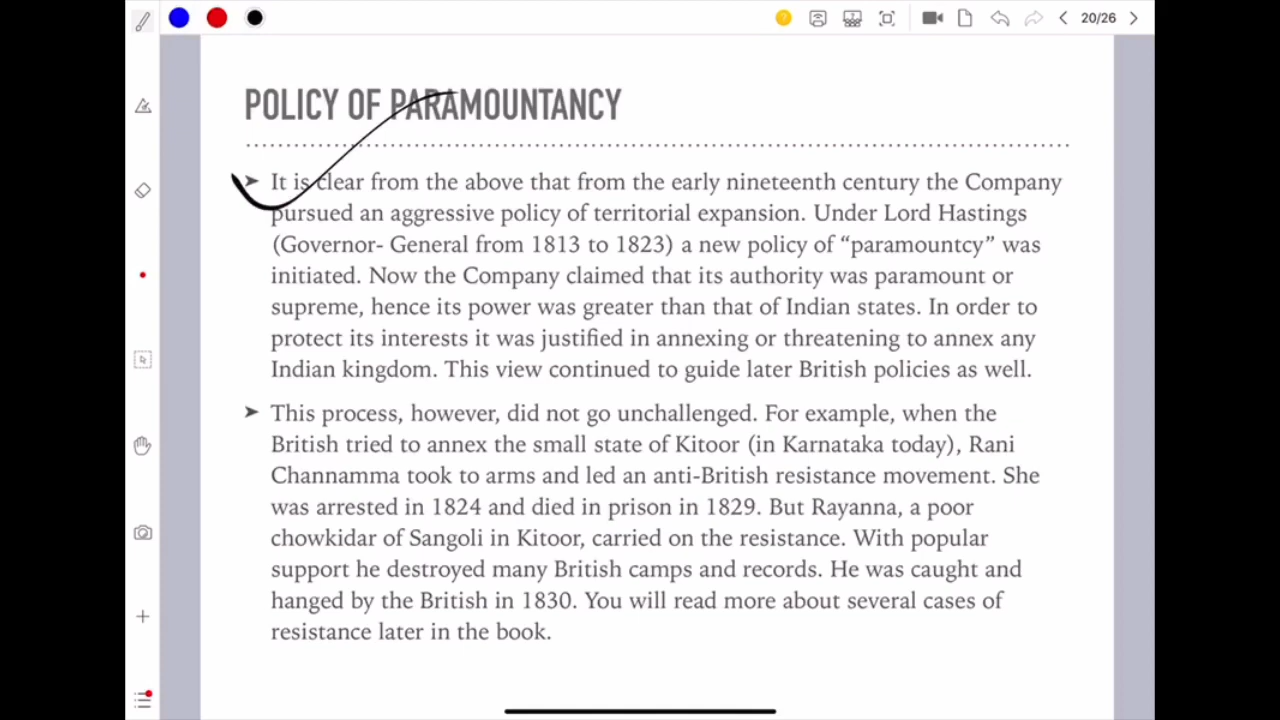 20/26
POLICY OF PARAMOUNTANCY
➤ It is clear from the above that from the early nineteenth century the Company
pursued an aggressive policy of territorial expansion. Under Lord Hastings
(Governor- General from 1813 to 1823) a new policy of “paramountcy” was
initiated. Now the Company claimed that its authority was paramount or
supreme, hence its power was greater than that of Indian states. In order to
protect its interests it was justified in annexing or threatening to annex any
Indian kingdom. This view continued to guide later British policies as well.
➤ This process, however, did not go unchallenged. For example, when the
British tried to annex the small state of Kitoor (in Karnataka today), Rani
Channamma took to arms and led an anti-British resistance movement. She
was arrested in 1824 and died in prison in 1829. But Rayanna, a poor
chowkidar of Sangoli in Kitoor, carried on the resistance. With popular
support he destroyed many British camps and records. He was caught and
hanged by the British in 1830. You will read more about several cases of
resistance later in the book.